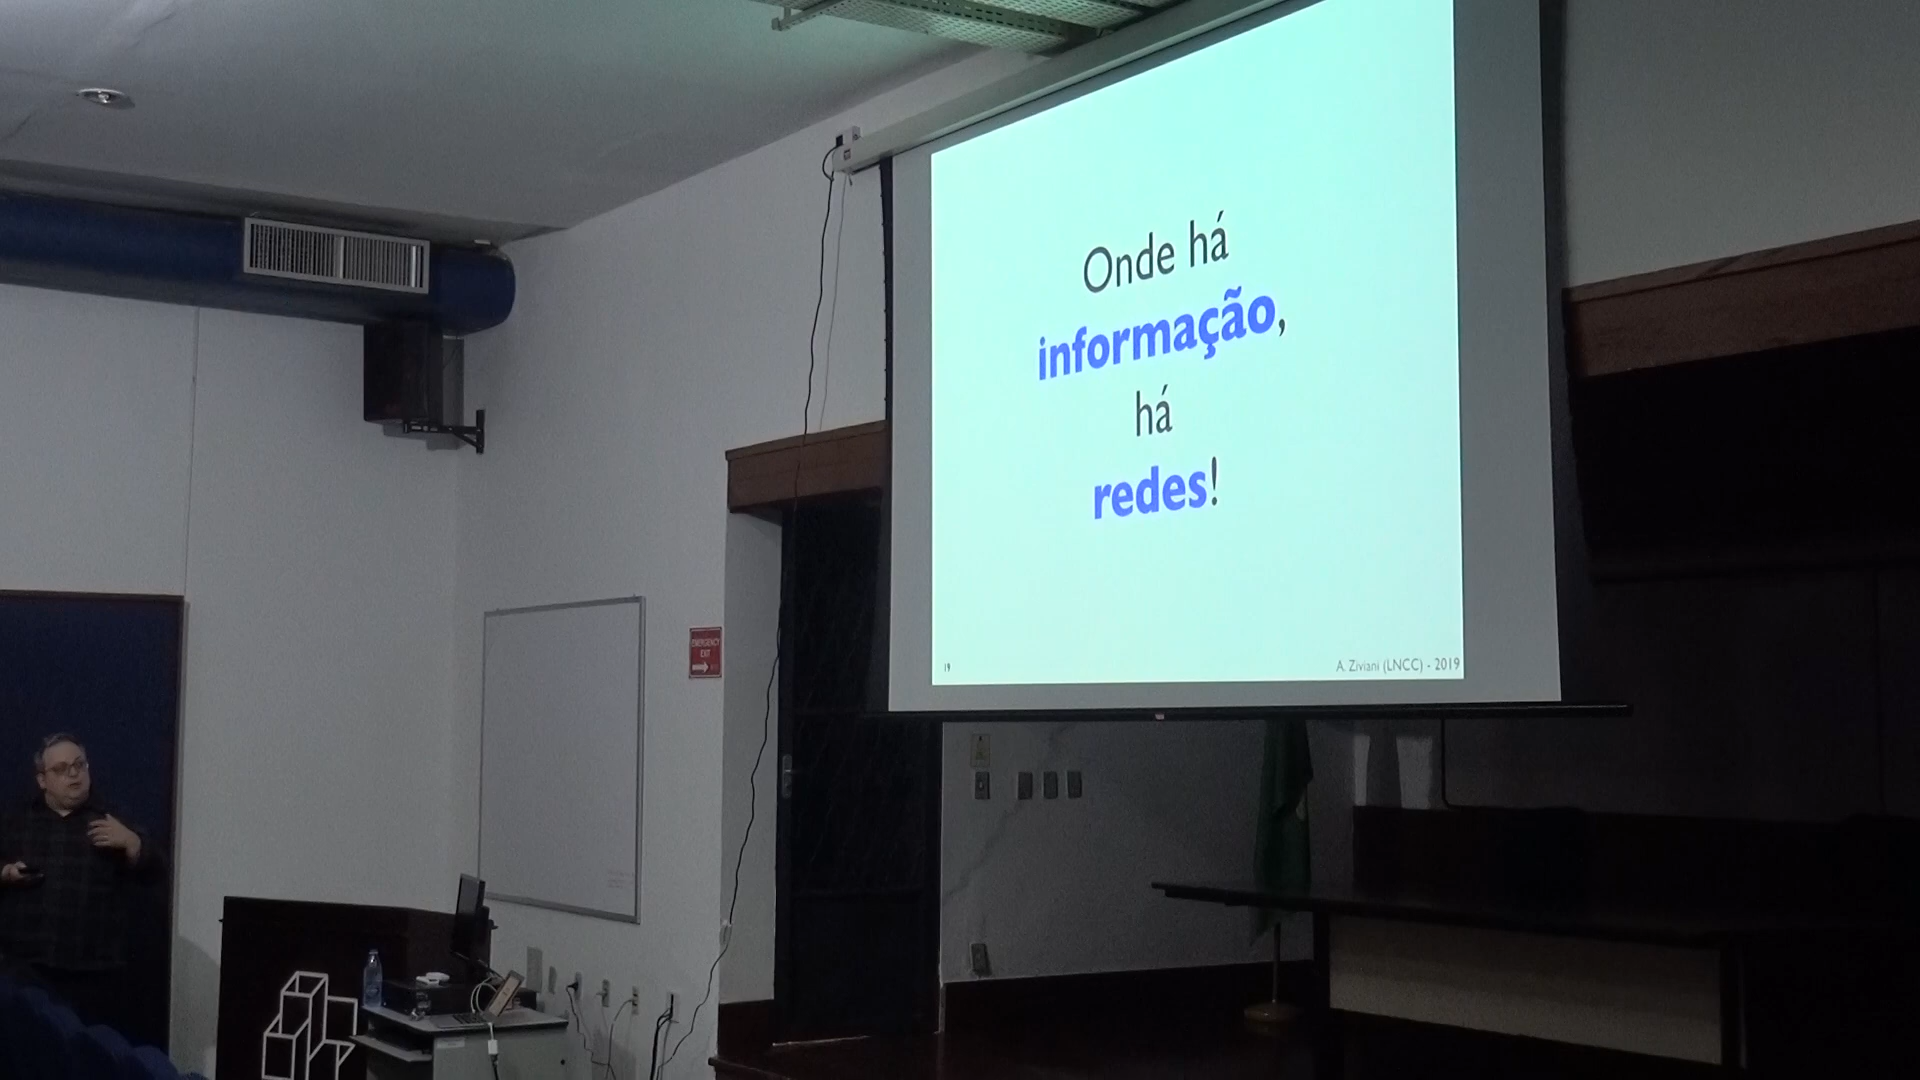 Onde há
informação,
há
redes!
19
A. Ziviani (LNCC) - 2019
EMERGENCY
EXIT